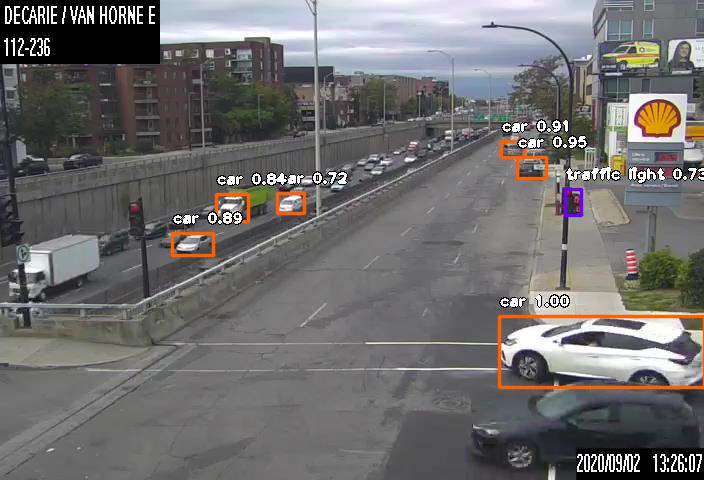 DECARIE / VAN HORNE E
112-236
car 0.91
car 0.95
car 0.84
ar 0.72
traffic light 0.73
car 0.89
car 1.00
Shell
2020/09/02 13:26:07